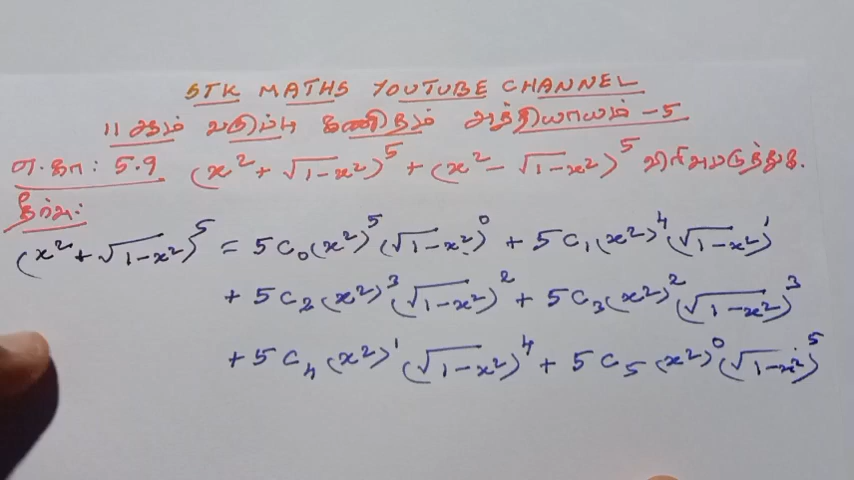 STK MATHS YOUTUBE CHANNEL
11 ஆம் வகுப்பு கணிதம் அத்தியாயம் -5
எ.கா: 5.9 (x² + √1-x²)⁵ + (x² - √1-x²)⁵ விரிவுபடுத்துக.
தீர்வு:
(x² + √1-x²)⁵ = 5C₀(x²)⁵(√1-x²)⁰ + 5C₁(x²)⁴(√1-x²)¹
+ 5C₂(x²)³(√1-x²)² + 5C₃(x²)²(√1-x²)³
+ 5C₄(x²)¹(√1-x²)⁴ + 5C₅(x²)⁰(√1-x²)⁵